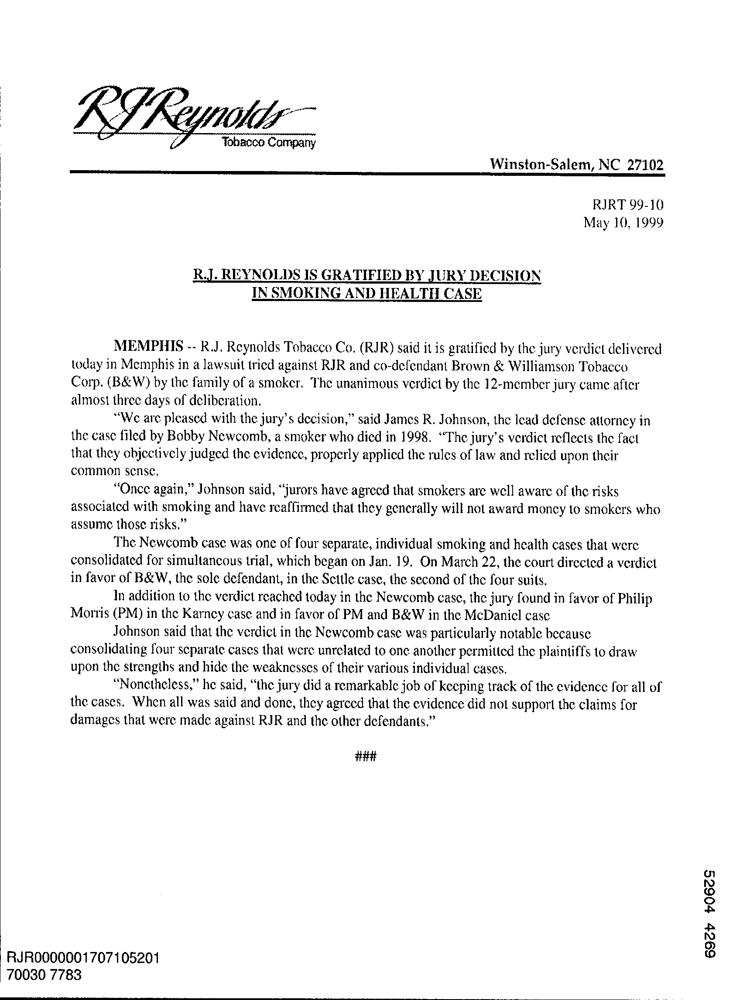 RJReynolds
Tobacco Company
Winston-Salem, NC 27102
RJRT 99-10
May 10, 1999
R.J. REYNOLDS IS GRATIFIED BY JURY DECISION
IN SMOKING AND HEALTH CASE
MEMPHIS -- R.J. Reynolds Tobacco Co. (RJR) said it is gratified by the jury verdict delivered
today in Memphis in a lawsuit tried against RJR and co-defendant Brown & Williamson Tobacco
Corp. (B&W) by the family of a smoker. The unanimous verdict by the 12-member jury came after
almost three days of deliberation.
“We are pleased with the jury’s decision,” said James R. Johnson, the lead defense attorney in
the case filed by Bobby Newcomb, a smoker who died in 1998. “The jury’s verdict reflects the fact
that they objectively judged the evidence, properly applied the rules of law and relied upon their
common sense.
“Once again,” Johnson said, “jurors have agreed that smokers are well aware of the risks
associated with smoking and have reaffirmed that they generally will not award money to smokers who
assume those risks.”
The Newcomb case was one of four separate, individual smoking and health cases that were
consolidated for simultaneous trial, which began on Jan. 19. On March 22, the court directed a verdict
in favor of B&W, the sole defendant, in the Settle case, the second of the four suits.
In addition to the verdict reached today in the Newcomb case, the jury found in favor of Philip
Morris (PM) in the Karney case and in favor of PM and B&W in the McDaniel case
Johnson said that the verdict in the Newcomb case was particularly notable because
consolidating four separate cases that were unrelated to one another permitted the plaintiffs to draw
upon the strengths and hide the weaknesses of their various individual cases.
“Nonetheless,” he said, “the jury did a remarkable job of keeping track of the evidence for all of
the cases. When all was said and done, they agreed that the evidence did not support the claims for
damages that were made against RJR and the other defendants.”
###
52904 4269
RJR0000001707105201
70030 7783